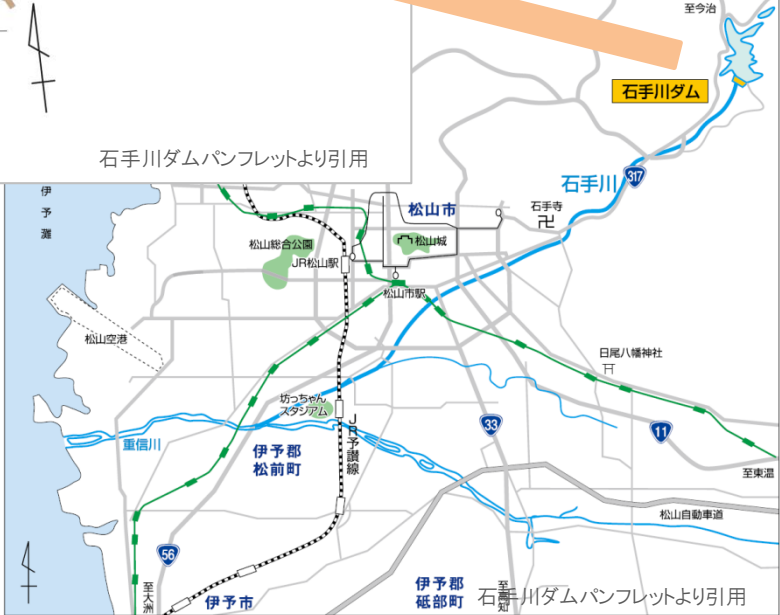 至今治
石手川ダム
石手川ダムパンフレットより引用
317
石手川
伊予灘
松山市
石手寺
松山城
松山総合公園
JR松山駅
松山市駅
松山空港
日尾八幡神社
坊っちゃん
スタジアム
JR予讃線
33
11
重信川
伊予郡
松前町
至東温
松山自動車道
56
至大洲
伊予市
伊予郡
砥部町
至高知
石手川ダムパンフレットより引用